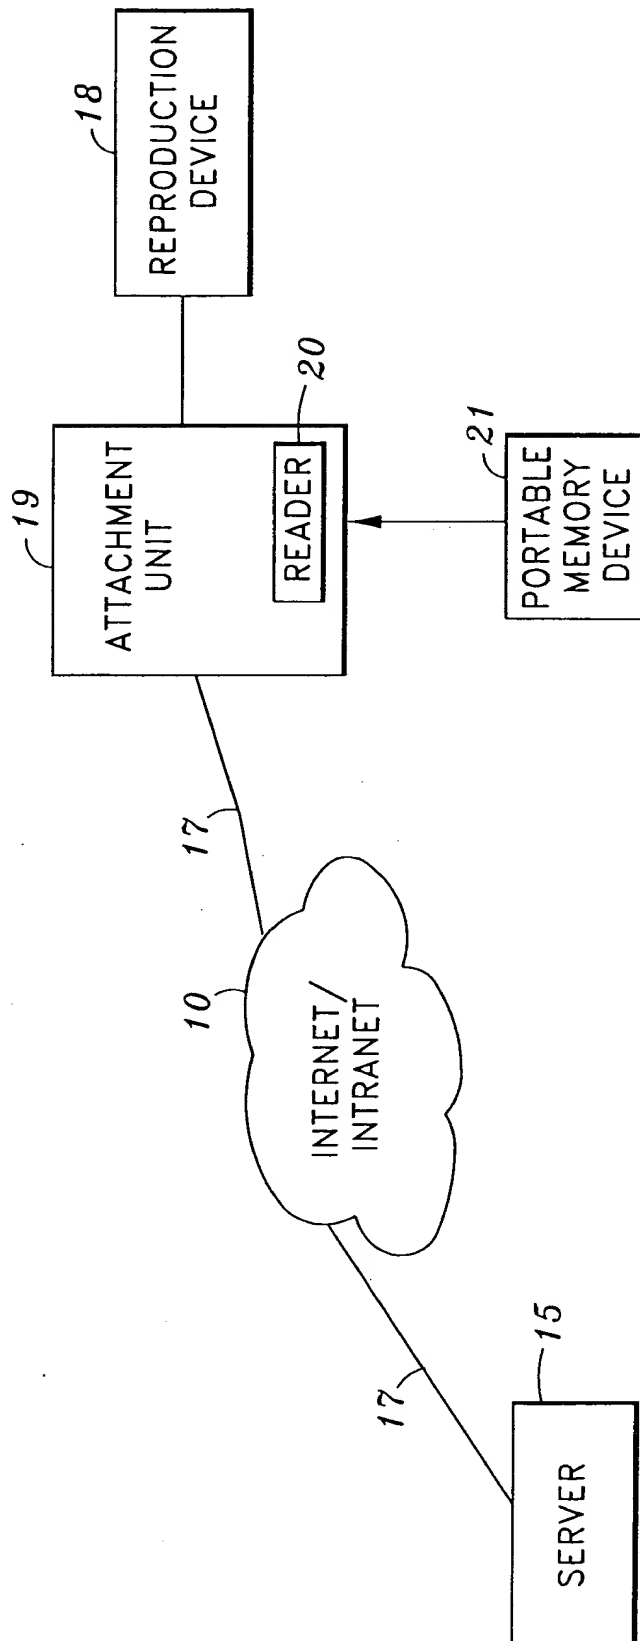 18
REPRODUCTION
DEVICE
19
ATTACHMENT
UNIT
READER
20
21
PORTABLE
MEMORY
DEVICE
17
10
INTERNET/
INTRANET
17
15
SERVER